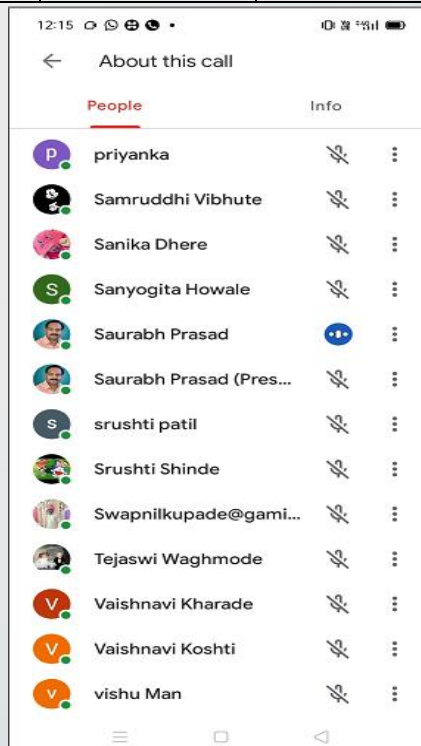 12:15
About this call
People Info
P priyanka
Samruddhi Vibhute
Sanika Dhere
S Sanyogita Howale
Saurabh Prasad
Saurabh Prasad (Pres...
s srushti patil
Srushti Shinde
Swapnilkupade@gami...
Tejaswi Waghmode
V Vaishnavi Kharade
V Vaishnavi Koshti
v vishu Man